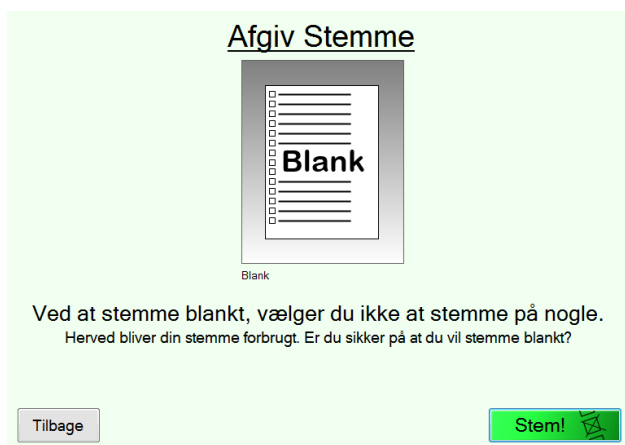 Afgiv Stemme
Blank
Blank
Ved at stemme blankt, vælger du ikke at stemme på nogle.
Herved bliver din stemme forbrugt. Er du sikker på at du vil stemme blankt?
Tilbage
Stem!